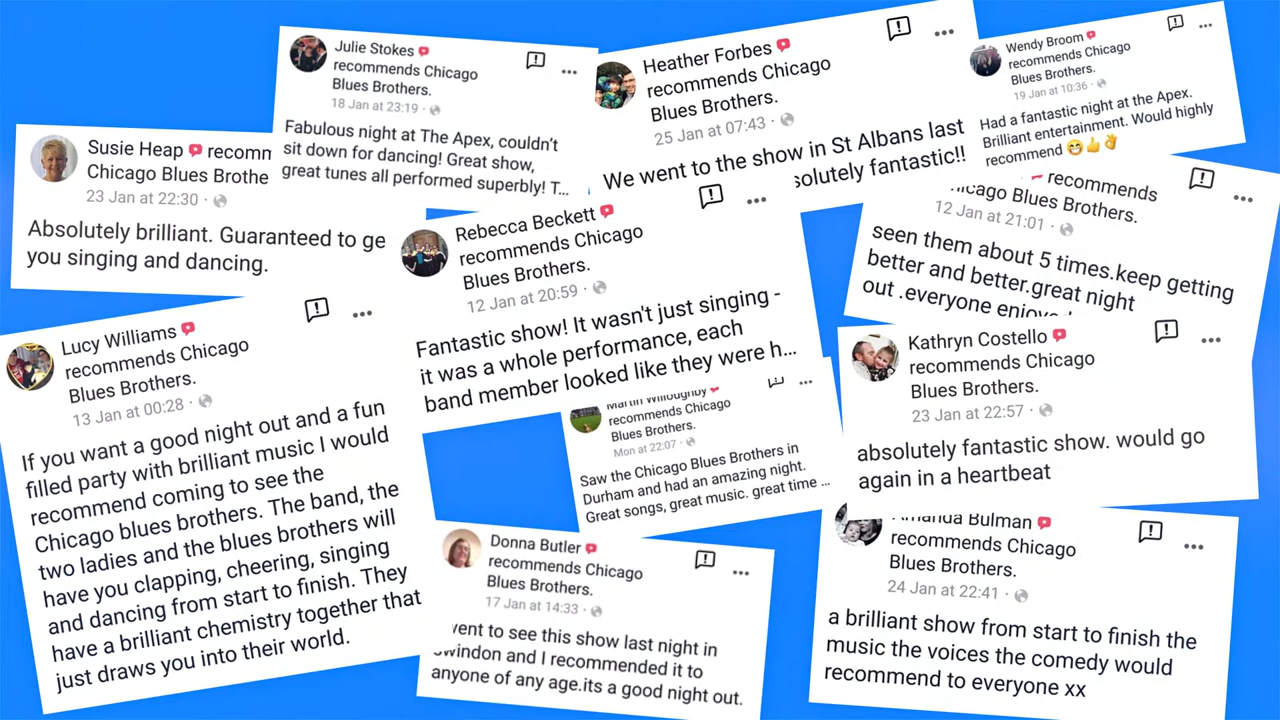 Julie Stokes
recommends Chicago
Blues Brothers.
18 Jan at 23:19
Fabulous night at The Apex, couldn't
sit down for dancing! Great show,
great tunes all performed superbly! T...
Heather Forbes
recommends Chicago
Blues Brothers.
25 Jan at 07:43
We went to the show in St Albans last
solutely fantastic!!
Wendy Broom
recommends Chicago
Blues Brothers.
19 Jan at 10:36
Had a fantastic night at the Apex.
Brilliant entertainment. Would highly
recommend 😁👍👌
Susie Heap recomm
Chicago Blues Brothe
23 Jan at 22:30
Absolutely brilliant. Guaranteed to ge
you singing and dancing.
Rebecca Beckett
recommends Chicago
Blues Brothers.
12 Jan at 20:59
Fantastic show! It wasn't just singing -
it was a whole performance, each
band member looked like they were h...
recommends
Chicago Blues Brothers.
12 Jan at 21:01
seen them about 5 times.keep getting
better and better.great night
out .everyone enjoyed
Lucy Williams
recommends Chicago
Blues Brothers.
13 Jan at 00:28
If you want a good night out and a fun
filled party with brilliant music I would
recommend coming to see the
Chicago blues brothers. The band, the
two ladies and the blues brothers will
have you clapping, cheering, singing
and dancing from start to finish. They
have a brilliant chemistry together that
just draws you into their world.
Martin Willoughby
recommends Chicago
Blues Brothers.
Mon at 22:07
Saw the Chicago Blues Brothers in
Durham and had an amazing night.
Great songs, great music. great time ...
Kathryn Costello
recommends Chicago
Blues Brothers.
23 Jan at 22:57
absolutely fantastic show. would go
again in a heartbeat
Donna Butler
recommends Chicago
Blues Brothers.
17 Jan at 14:33
went to see this show last night in
swindon and I recommended it to
anyone of any age.its a good night out.
Amanda Bulman
recommends Chicago
Blues Brothers.
24 Jan at 22:41
a brilliant show from start to finish the
music the voices the comedy would
recommend to everyone xx